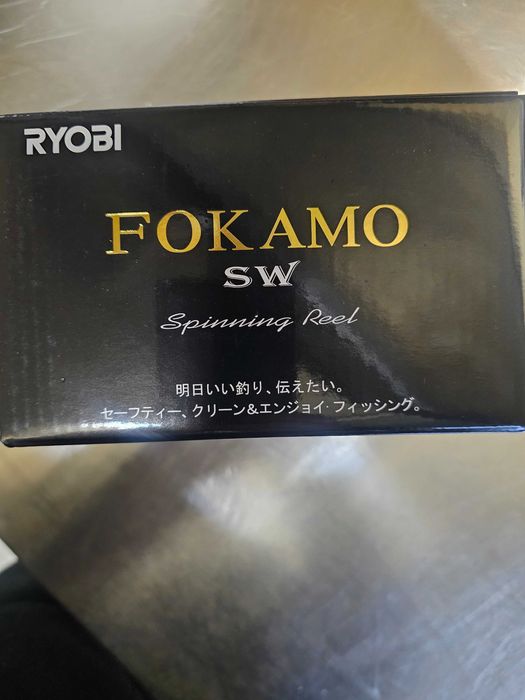 RYOBI
FOKAMO
SW
Spinning Reel
明日いい釣り、伝えたい。
セーフティー、クリーン&エンジョイ·フィッシング。